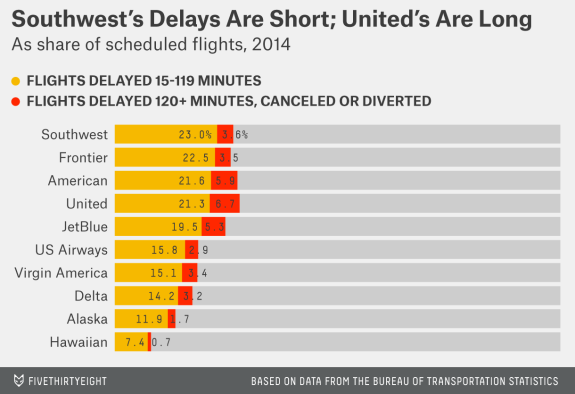 Southwest's Delays Are Short; United's Are Long
As share of scheduled flights, 2014
FLIGHTS DELAYED 15-119 MINUTES
FLIGHTS DELAYED 120+ MINUTES, CANCELED OR DIVERTED
Southwest 23.0% 3.6%
Frontier 22.5 3.5
American 21.6 5.9
United 21.3 6.7
JetBlue 19.5 5.3
US Airways 15.8 2.9
Virgin America 15.1 3.4
Delta 14.2 3.2
Alaska 11.9 1.7
Hawaiian 7.4 0.7
FIVETHIRTYEIGHT BASED ON DATA FROM THE BUREAU OF TRANSPORTATION STATISTICS